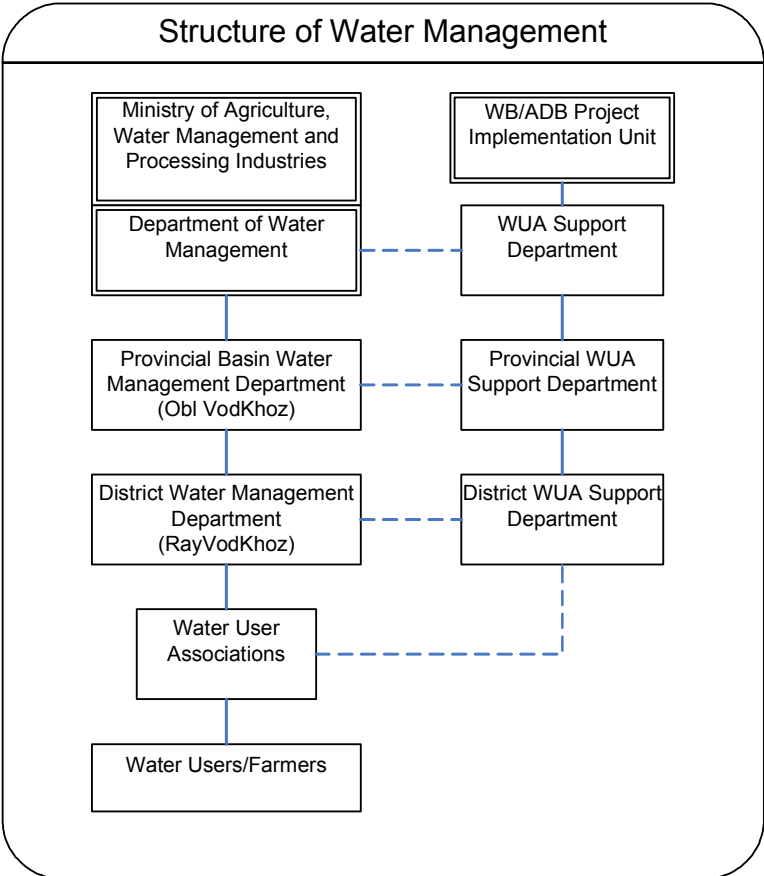 Structure of Water Management
Ministry of Agriculture,
Water Management and
Processing Industries
WB/ADB Project
Implementation Unit
Department of Water
Management
WUA Support
Department
Provincial Basin Water
Management Department
(Obl VodKhoz)
Provincial WUA
Support Department
District Water Management
Department
(RayVodKhoz)
District WUA Support
Department
Water User
Associations
Water Users/Farmers